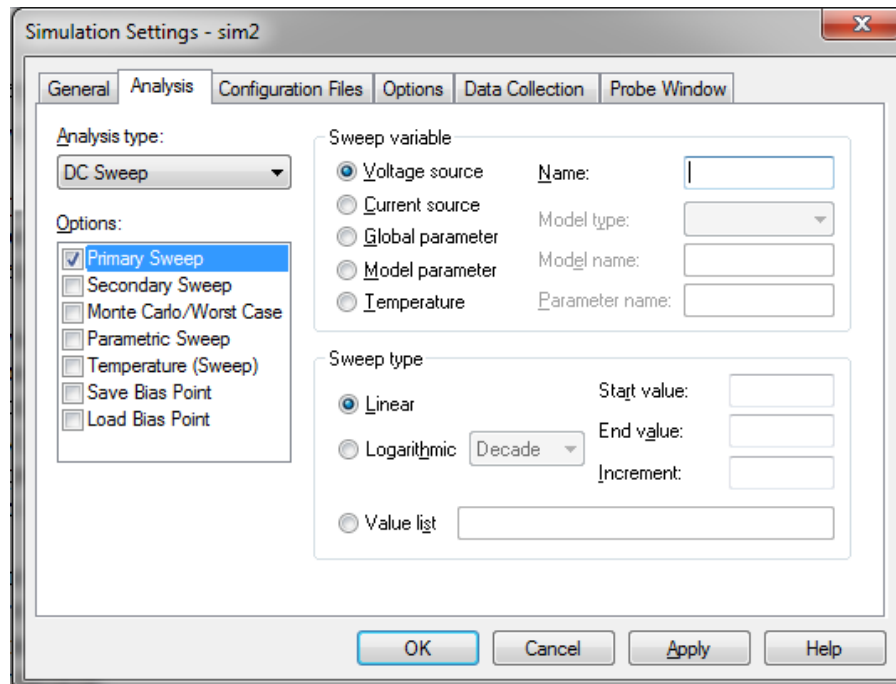 Simulation Settings - sim2
General
Analysis
Configuration Files
Options
Data Collection
Probe Window
Analysis type:
DC Sweep
Options:
Primary Sweep
Secondary Sweep
Monte Carlo/Worst Case
Parametric Sweep
Temperature (Sweep)
Save Bias Point
Load Bias Point
Sweep variable
Voltage source
Current source
Global parameter
Model parameter
Temperature
Name:
Model type:
Model name:
Parameter name:
Sweep type
Linear
Logarithmic
Decade
Value list
Start value:
End value:
Increment:
OK
Cancel
Apply
Help